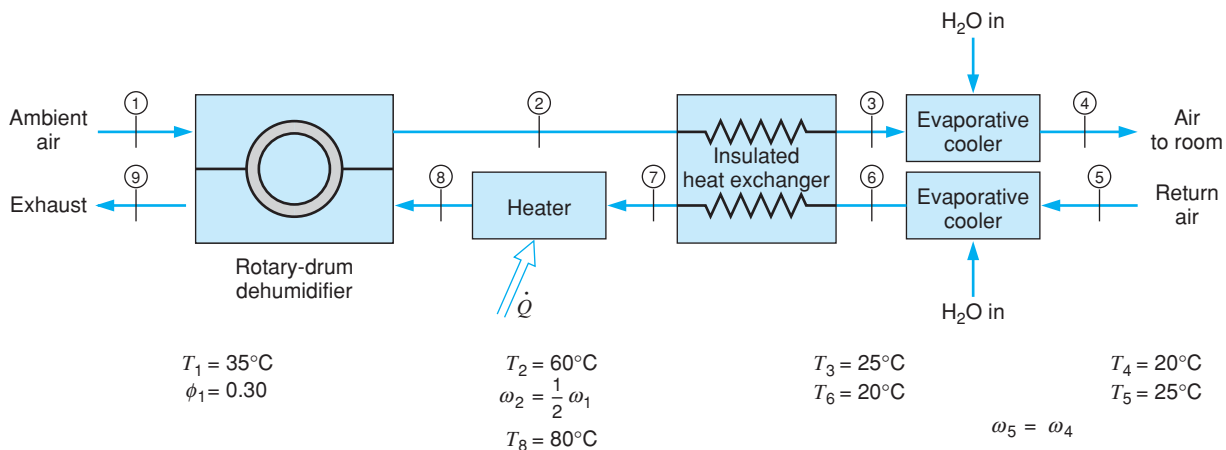 H₂O in
① ② ③ ④
Ambient
air
Evaporative
cooler
Air
to room
Insulated
heat exchanger
⑨ ⑧ ⑦ ⑥ ⑤
Exhaust
Heater
Evaporative
cooler
Return
air
Rotary-drum
dehumidifier
Q̇
H₂O in
T₁ = 35°C
ϕ₁ = 0.30
T₂ = 60°C
ω₂ = 1/2 ω₁
T₈ = 80°C
T₃ = 25°C
T₆ = 20°C
T₄ = 20°C
T₅ = 25°C
ω₅ = ω₄